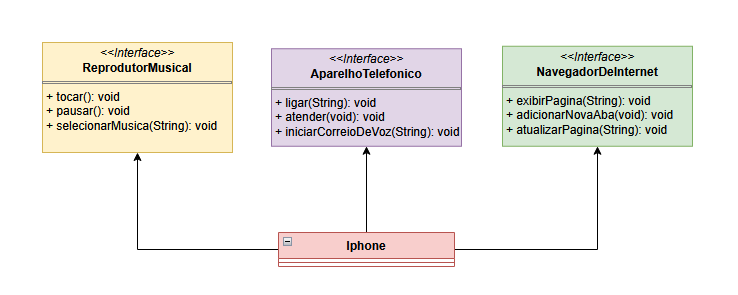 <<Interface>>
ReprodutorMusical
+ tocar(): void
+ pausar(): void
+ selecionarMusica(String): void
<<Interface>>
AparelhoTelefonico
+ ligar(String): void
+ atender(void): void
+ iniciarCorreioDeVoz(String): void
<<Interface>>
NavegadorDeInternet
+ exibirPagina(String): void
+ adicionarNovaAba(void): void
+ atualizarPagina(String): void
Iphone